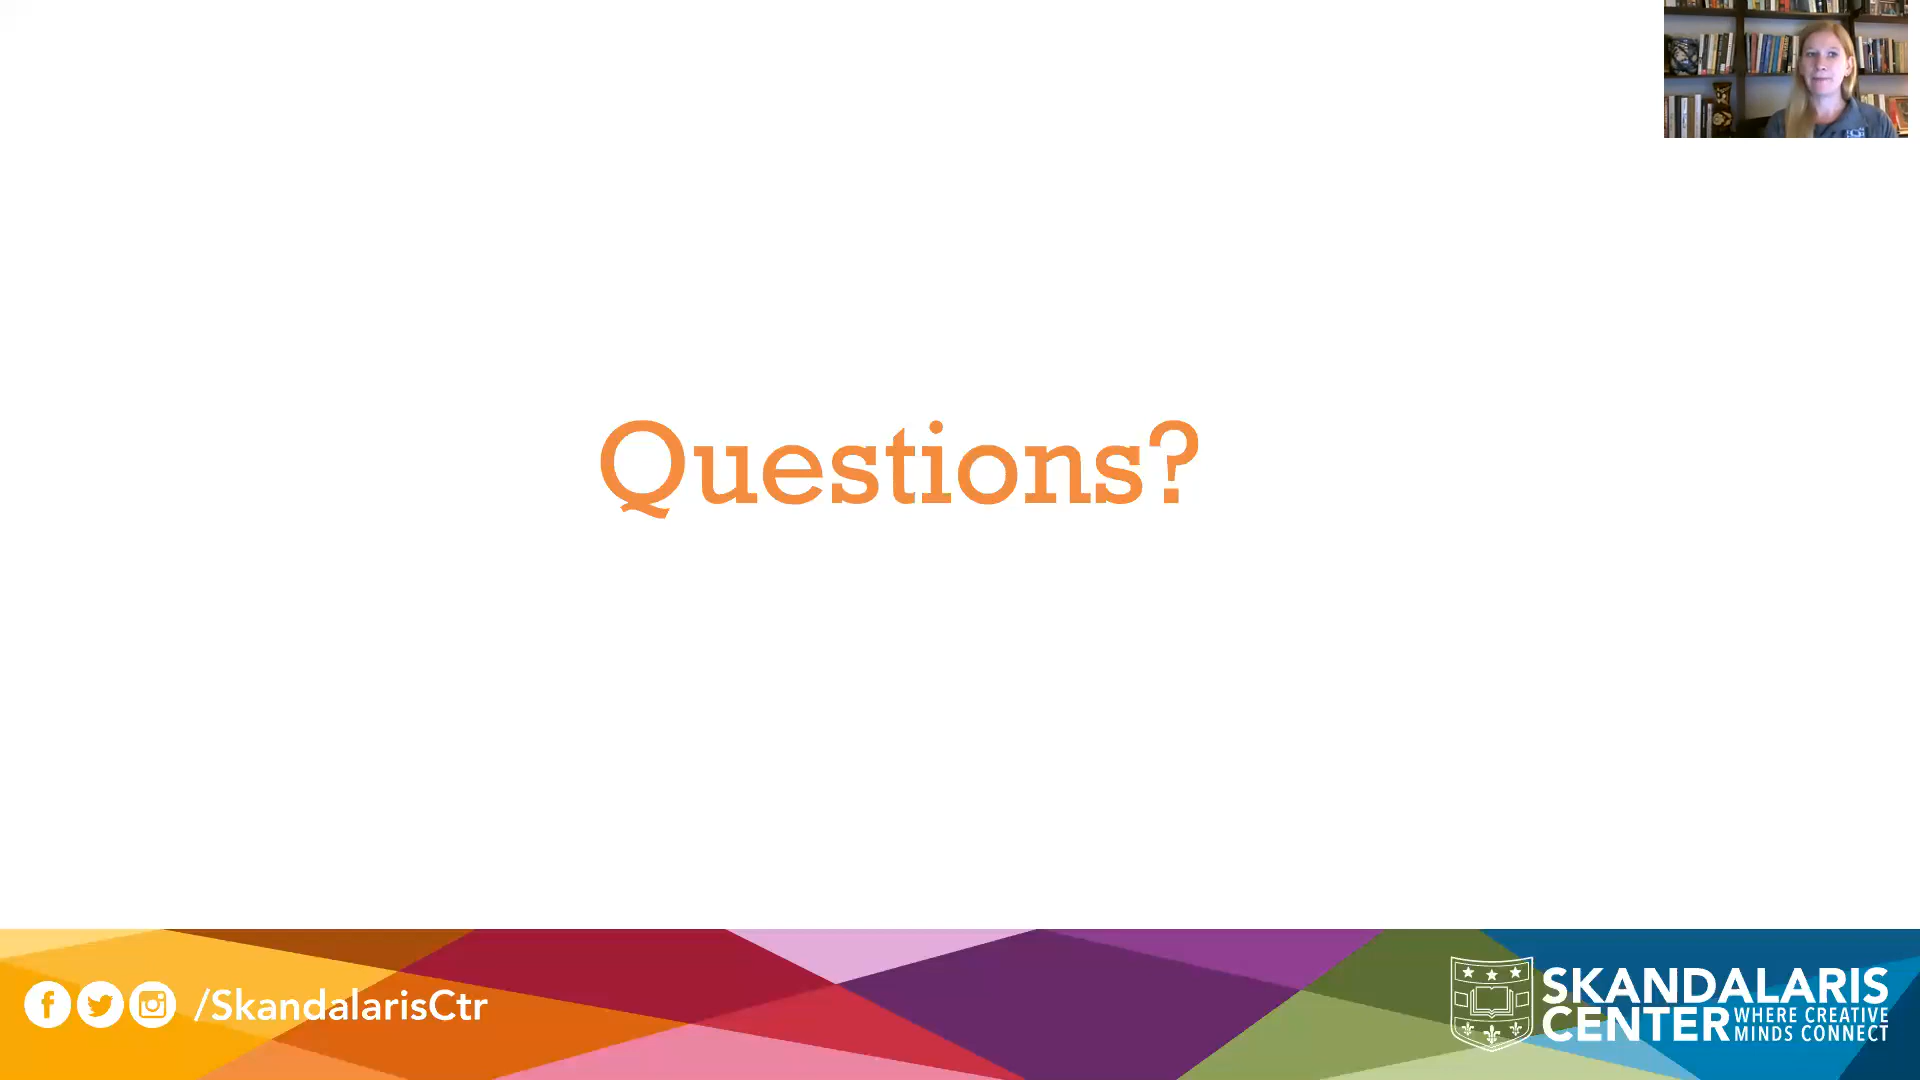 Questions?
/SkandalarisCtr
SKANDALARIS
CENTER WHERE CREATIVE
MINDS CONNECT